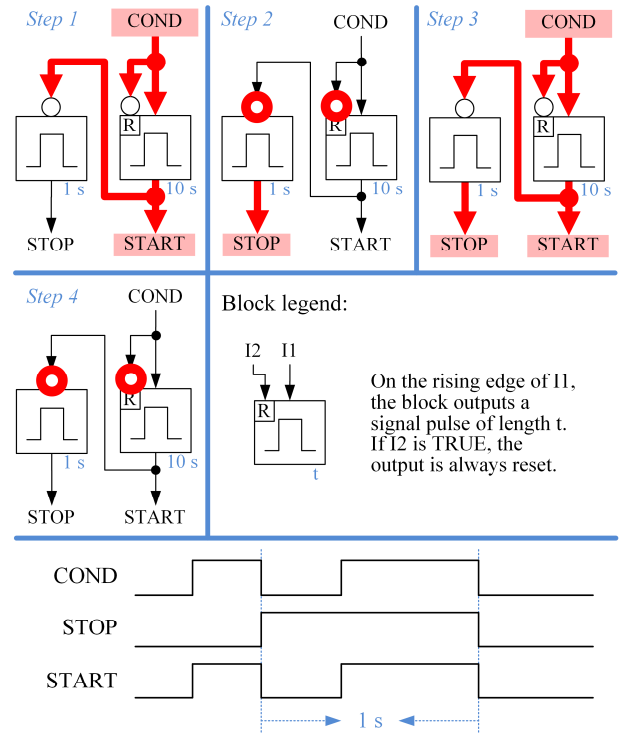 Step 1
COND
R
1 s
10 s
STOP
START
Step 2
COND
R
1 s
10 s
STOP
START
Step 3
COND
R
1 s
10 s
STOP
START
Step 4
COND
R
1 s
10 s
STOP
START
Block legend:
I2 I1
R
t
On the rising edge of I1,
the block outputs a
signal pulse of length t.
If I2 is TRUE, the
output is always reset.
COND
STOP
START
1 s